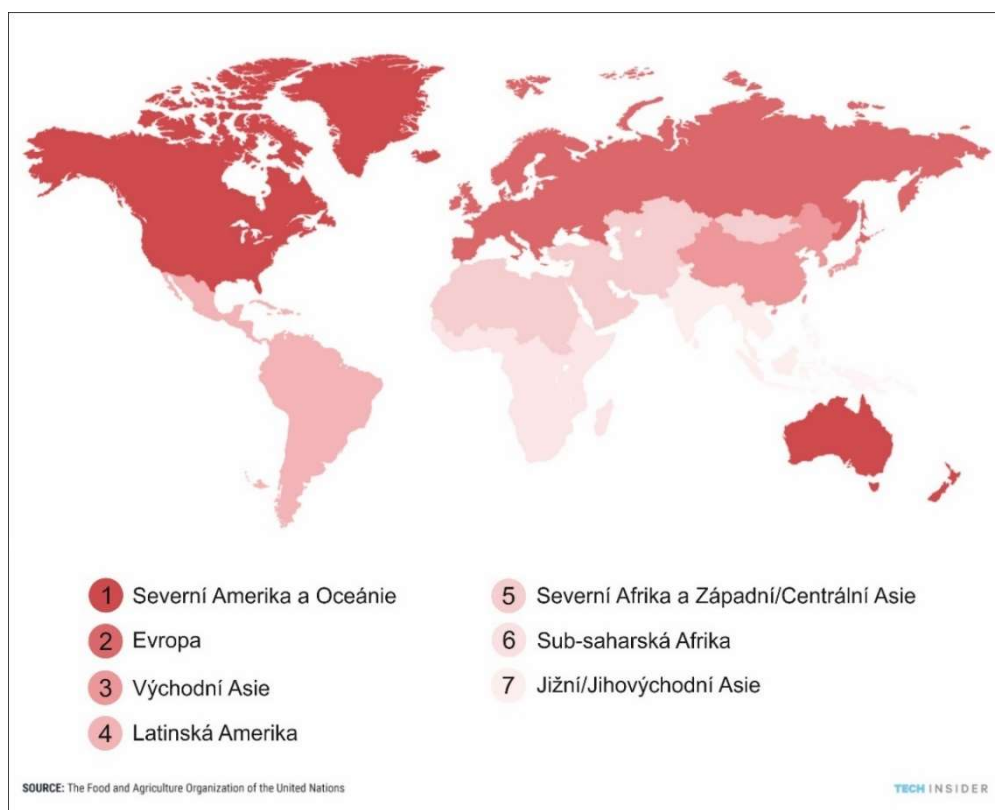 1 Severní Amerika a Oceánie
2 Evropa
3 Východní Asie
4 Latinská Amerika
5 Severní Afrika a Západní/Centrální Asie
6 Sub-saharská Afrika
7 Jižní/Jihovýchodní Asie
SOURCE: The Food and Agriculture Organization of the United Nations
TECH INSIDER